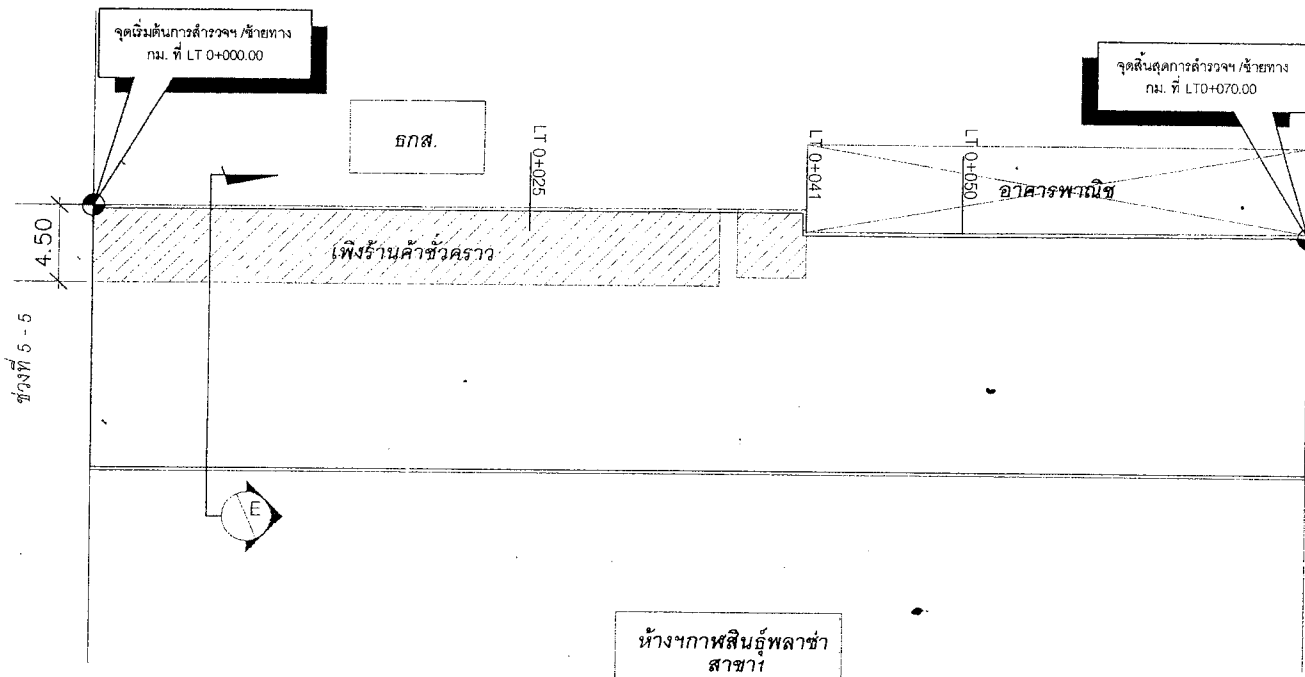 จุดเริ่มต้นการสำรวจฯ /ซ้ายทาง
กม. ที่ LT 0+000.00
จุดสิ้นสุดการสำรวจฯ /ซ้ายทาง
กม. ที่ LT0+070.00
ธกส.
LT 0+025
LT 0+041
LT 0+050
อาคารพาณิช
4.50
เพิงร้านค้าชั่วคราว
ช่วงที่ 5 - 5
E
ห้างฯกาฬสินธุ์พลาซ่า
สาขา1